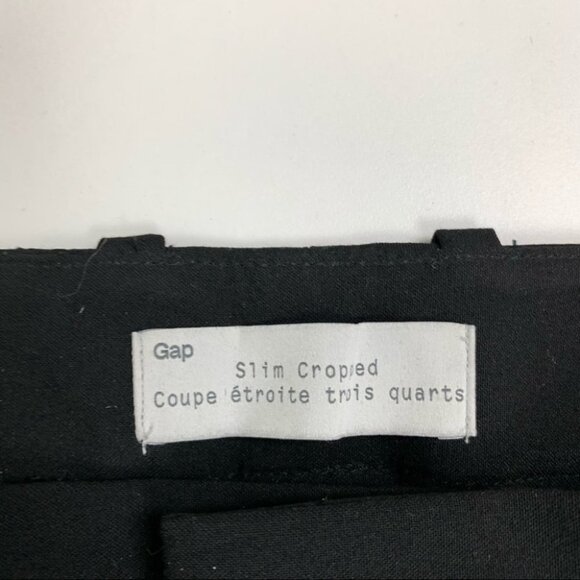 Gap
Slim Cropped
Coupe étroite trois quarts